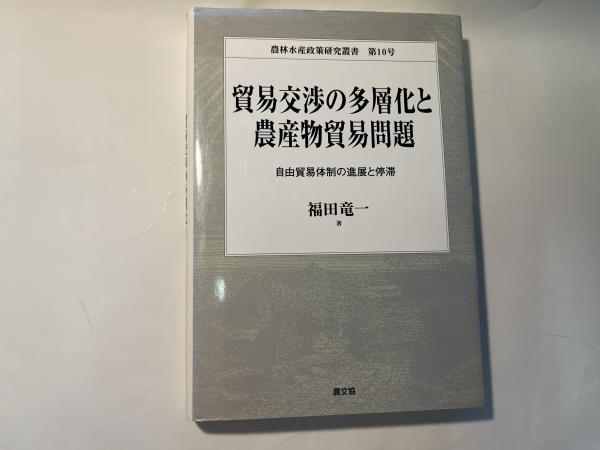 農林水産政策研究叢書 第10号
貿易交渉の多層化と
農産物貿易問題
自由貿易体制の進展と停滞
福田竜一
著
農文協